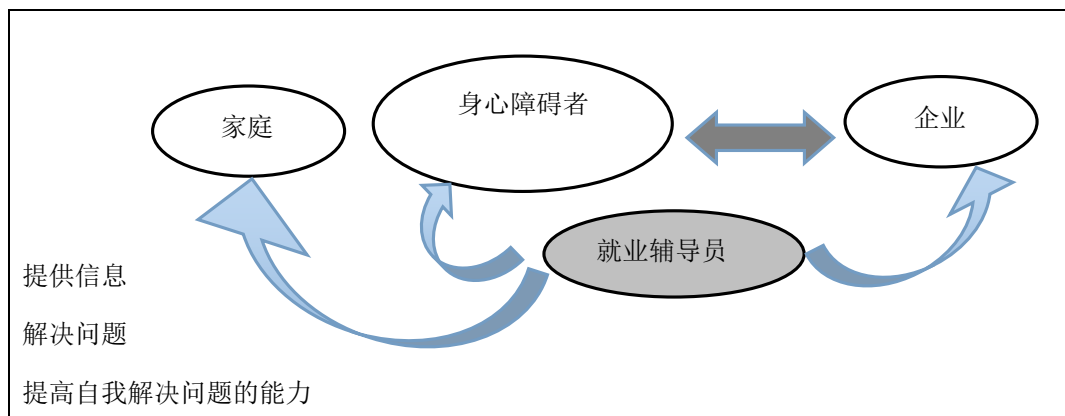 家庭
身心障碍者
企业
就业辅导员
提供信息
解决问题
提高自我解决问题的能力